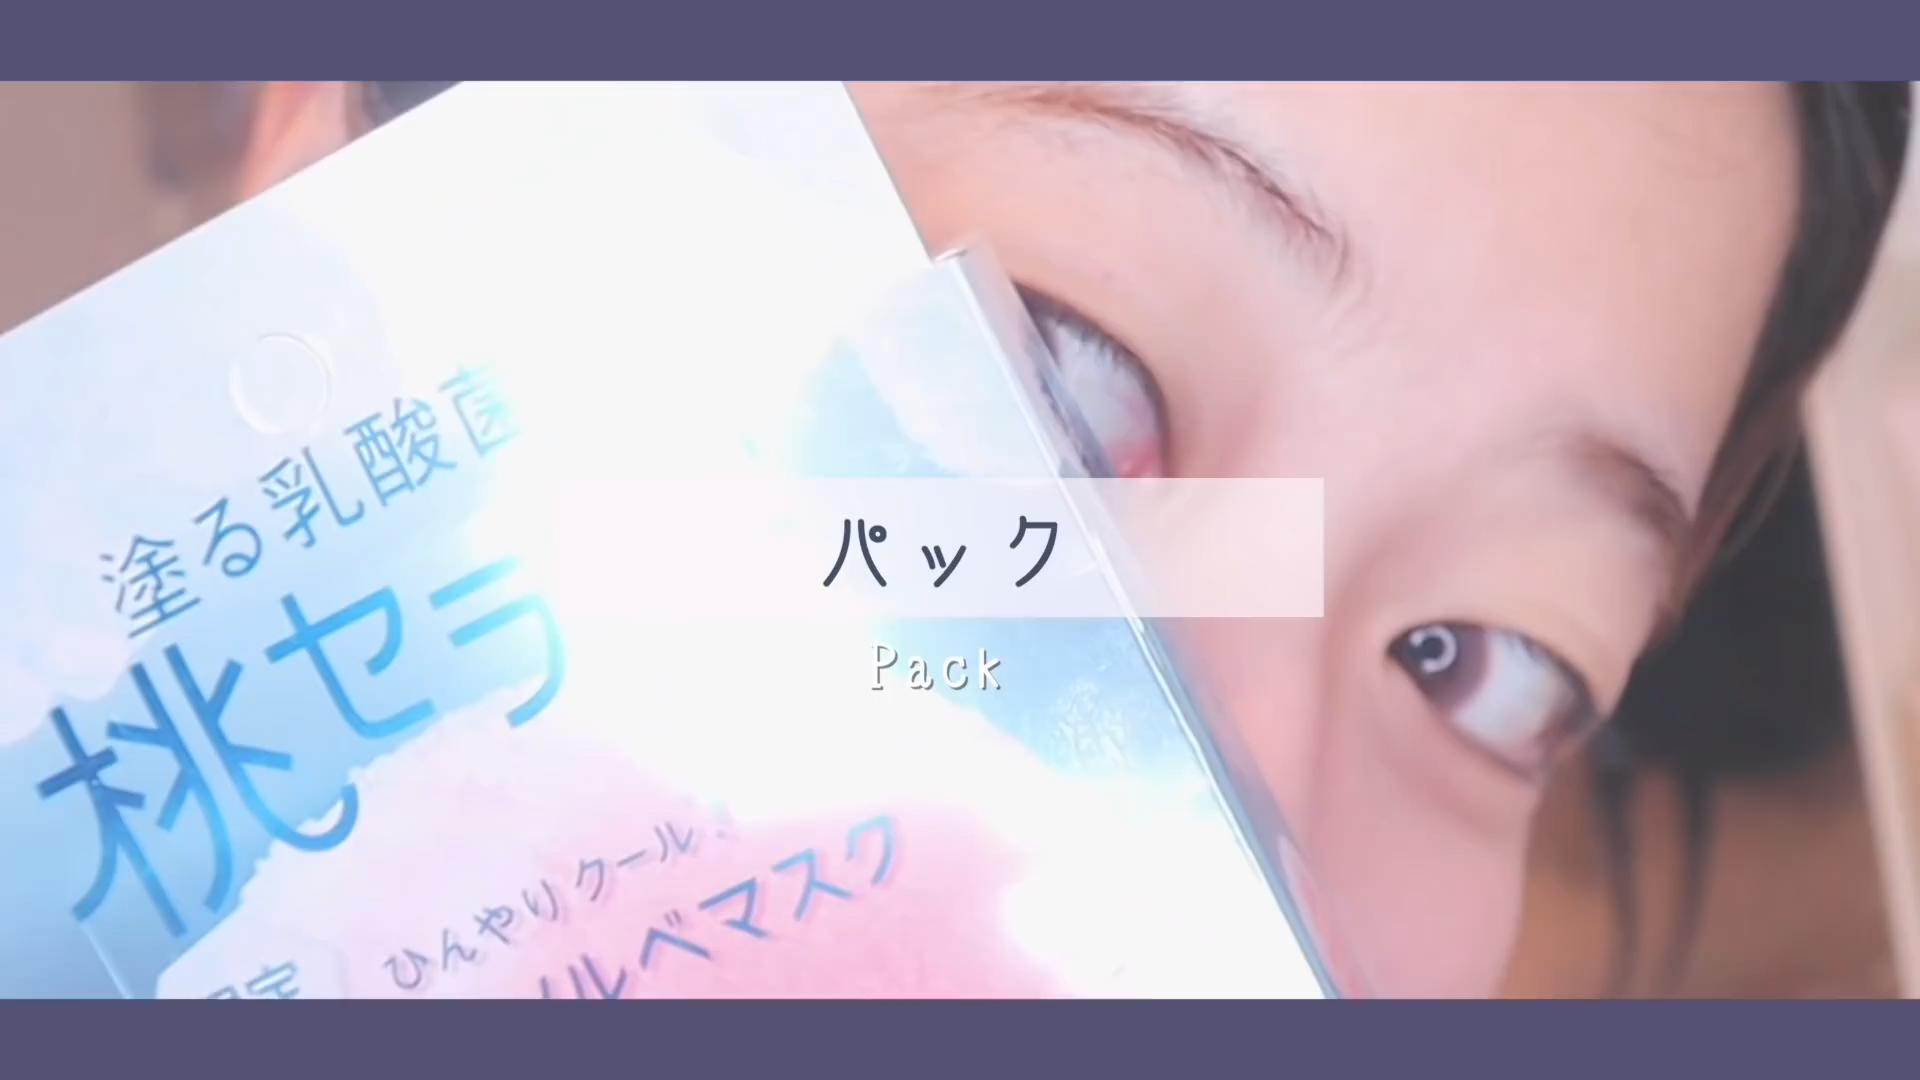 塗る乳酸菌
桃セラ
ひんやりクール！
ルベマスク
パック
Pack